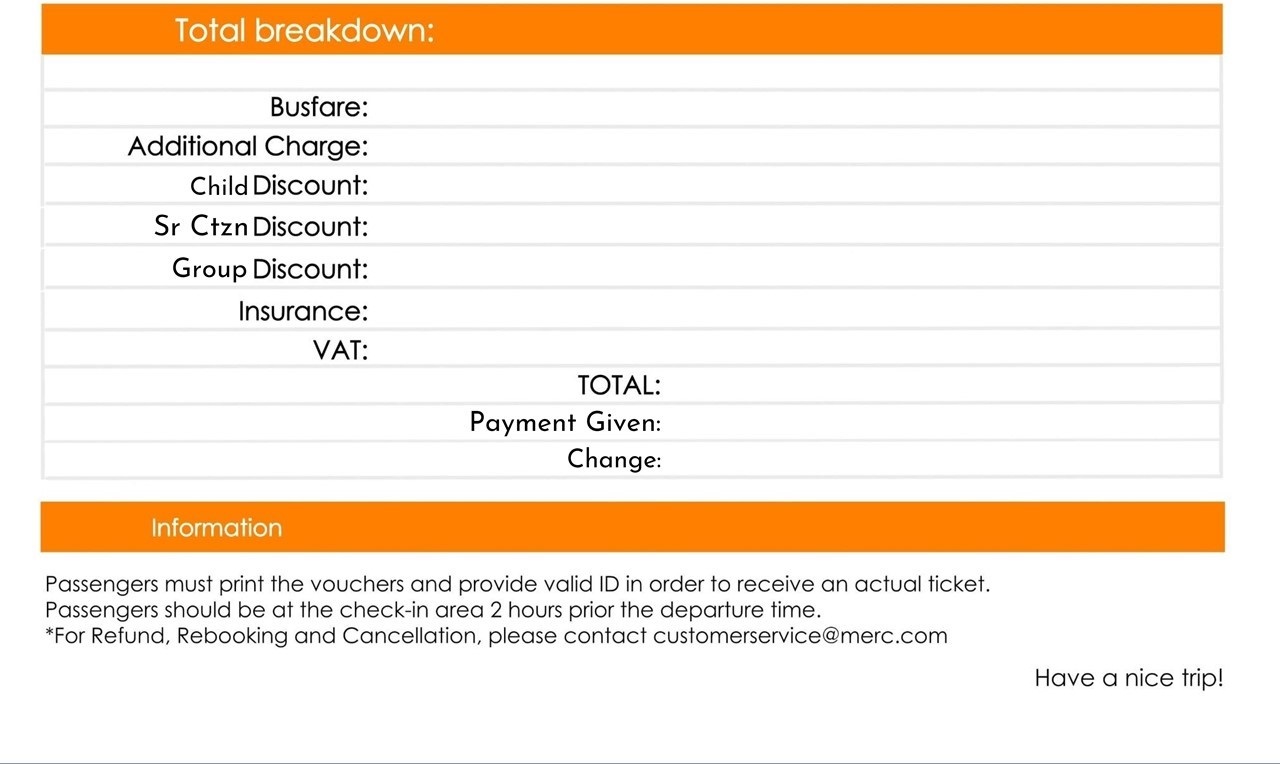 Total breakdown:
Busfare:
Additional Charge:
Child Discount:
Sr Ctzn Discount:
Group Discount:
Insurance:
VAT:
TOTAL:
Payment Given:
Change:
Information
Passengers must print the vouchers and provide valid ID in order to receive an actual ticket.
Passengers should be at the check-in area 2 hours prior the departure time.
*For Refund, Rebooking and Cancellation, please contact customerservice@merc.com
Have a nice trip!